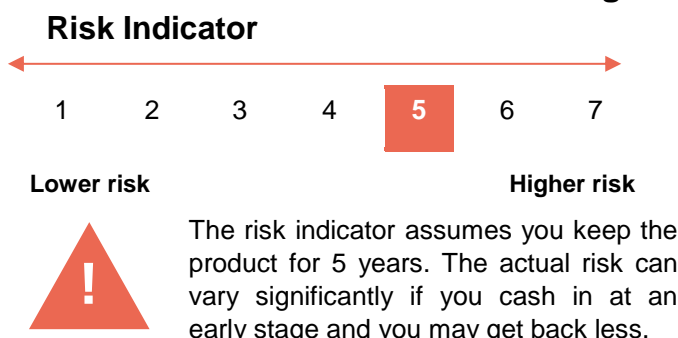 Risk Indicator
1 2 3 4 5 6 7
Lower risk Higher risk
!
The risk indicator assumes you keep the
product for 5 years. The actual risk can
vary significantly if you cash in at an
early stage and you may get back less.